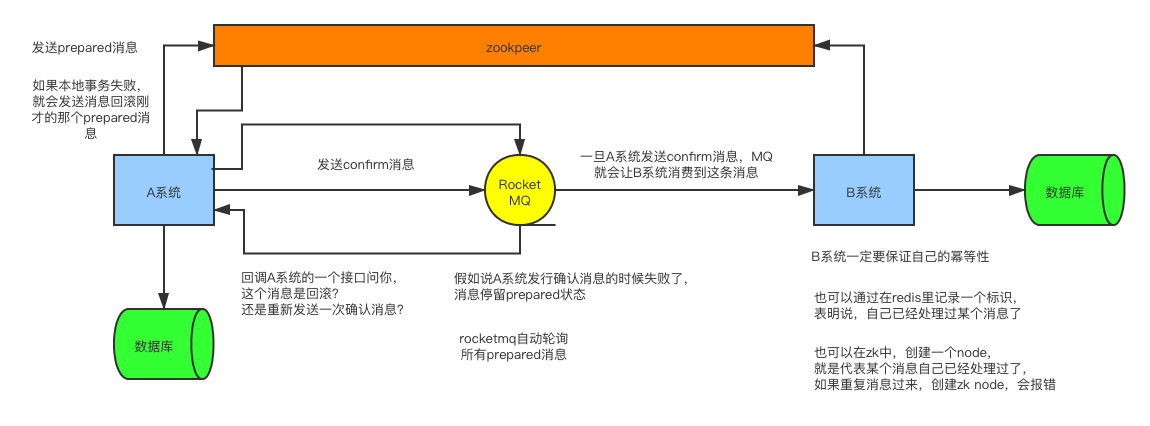 发送prepared消息
zookpeer
如果本地事务失败，
就会发送消息回滚刚
才的那个prepared消
息
发送confirm消息
一旦A系统发送confirm消息，MQ
就会让B系统消费到这条消息
A系统
Rocket
MQ
B系统
数据库
B系统一定要保证自己的幂等性
回调A系统的一个接口问你，
这个消息是回滚？
还是重新发送一次确认消息？
假如说A系统发行确认消息的时候失败了，
消息停留prepared状态
也可以通过在redis里记录一个标识，
表明说，自己已经处理过某个消息了
rocketmq自动轮询
所有prepared消息
数据库
也可以在zk中，创建一个node，
就是代表某个消息自己已经处理过了，
如果重复消息过来，创建zk node，会报错